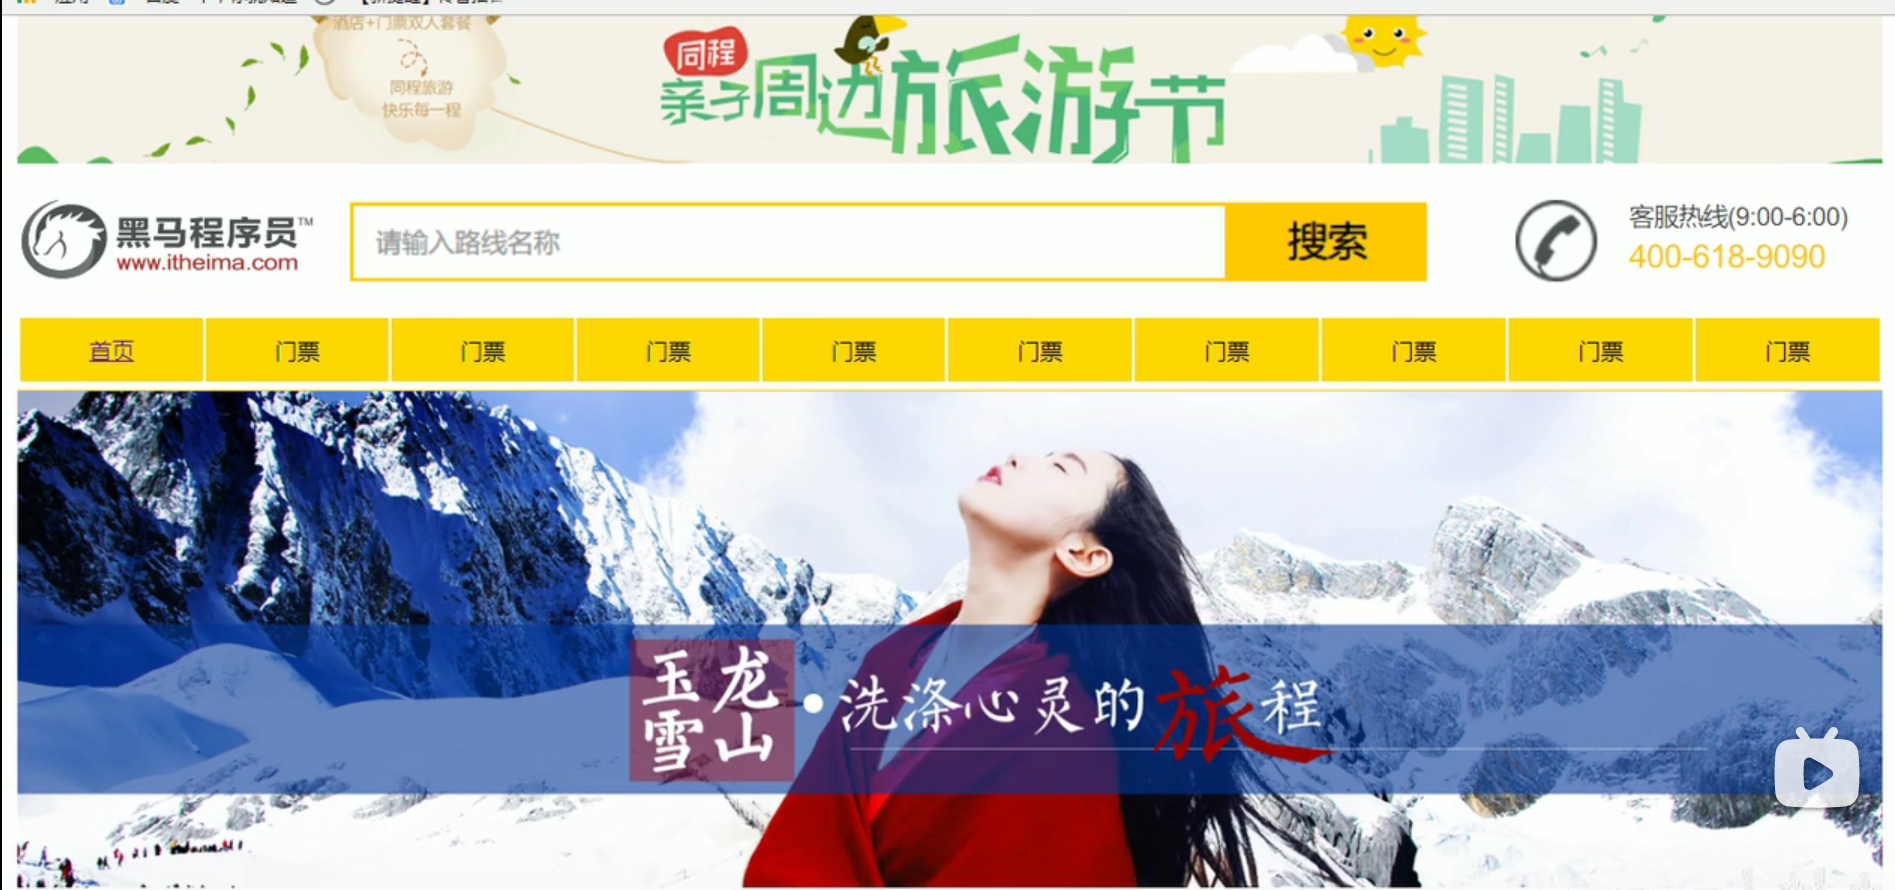 酒店+门票双人套餐
同程旅游
快乐每一程
同程
亲子周边旅游节
黑马程序员™
www.itheima.com
请输入路线名称
搜索
客服热线(9:00-6:00)
400-618-9090
首页 门票 门票 门票 门票 门票 门票 门票 门票 门票
玉龙
雪山
·洗涤心灵的旅程